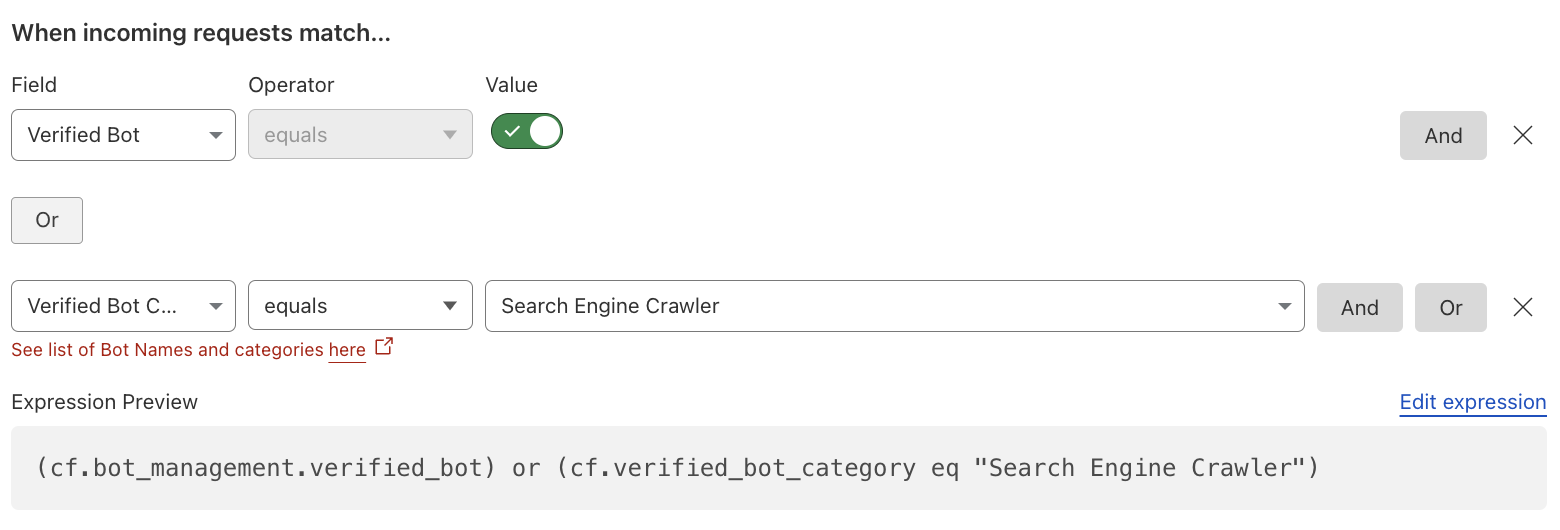 When incoming requests match...
Field Operator Value
Verified Bot equals And
Or
Verified Bot C... equals Search Engine Crawler And Or
See list of Bot Names and categories here
Expression Preview Edit expression
(cf.bot_management.verified_bot) or (cf.verified_bot_category eq "Search Engine Crawler")